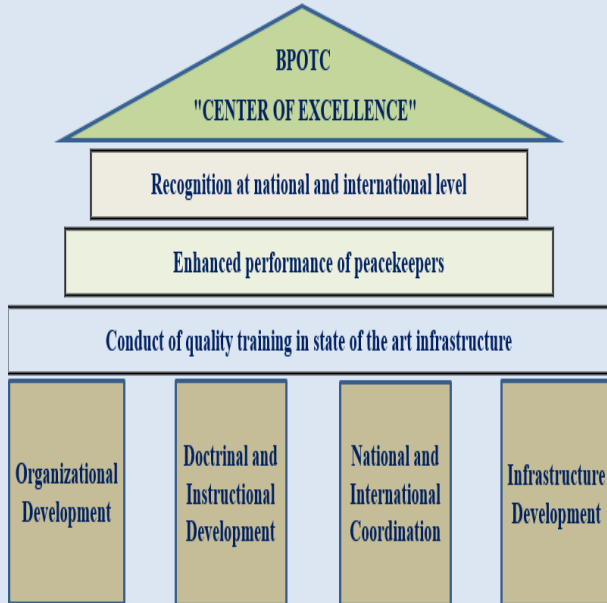 BPOTC
"CENTER OF EXCELLENCE"
Recognition at national and international level
Enhanced performance of peacekeepers
Conduct of quality training in state of the art infrastructure
Organizational
Development
Doctrinal and
Instructional
Development
National and
International
Coordination
Infrastructure
Development